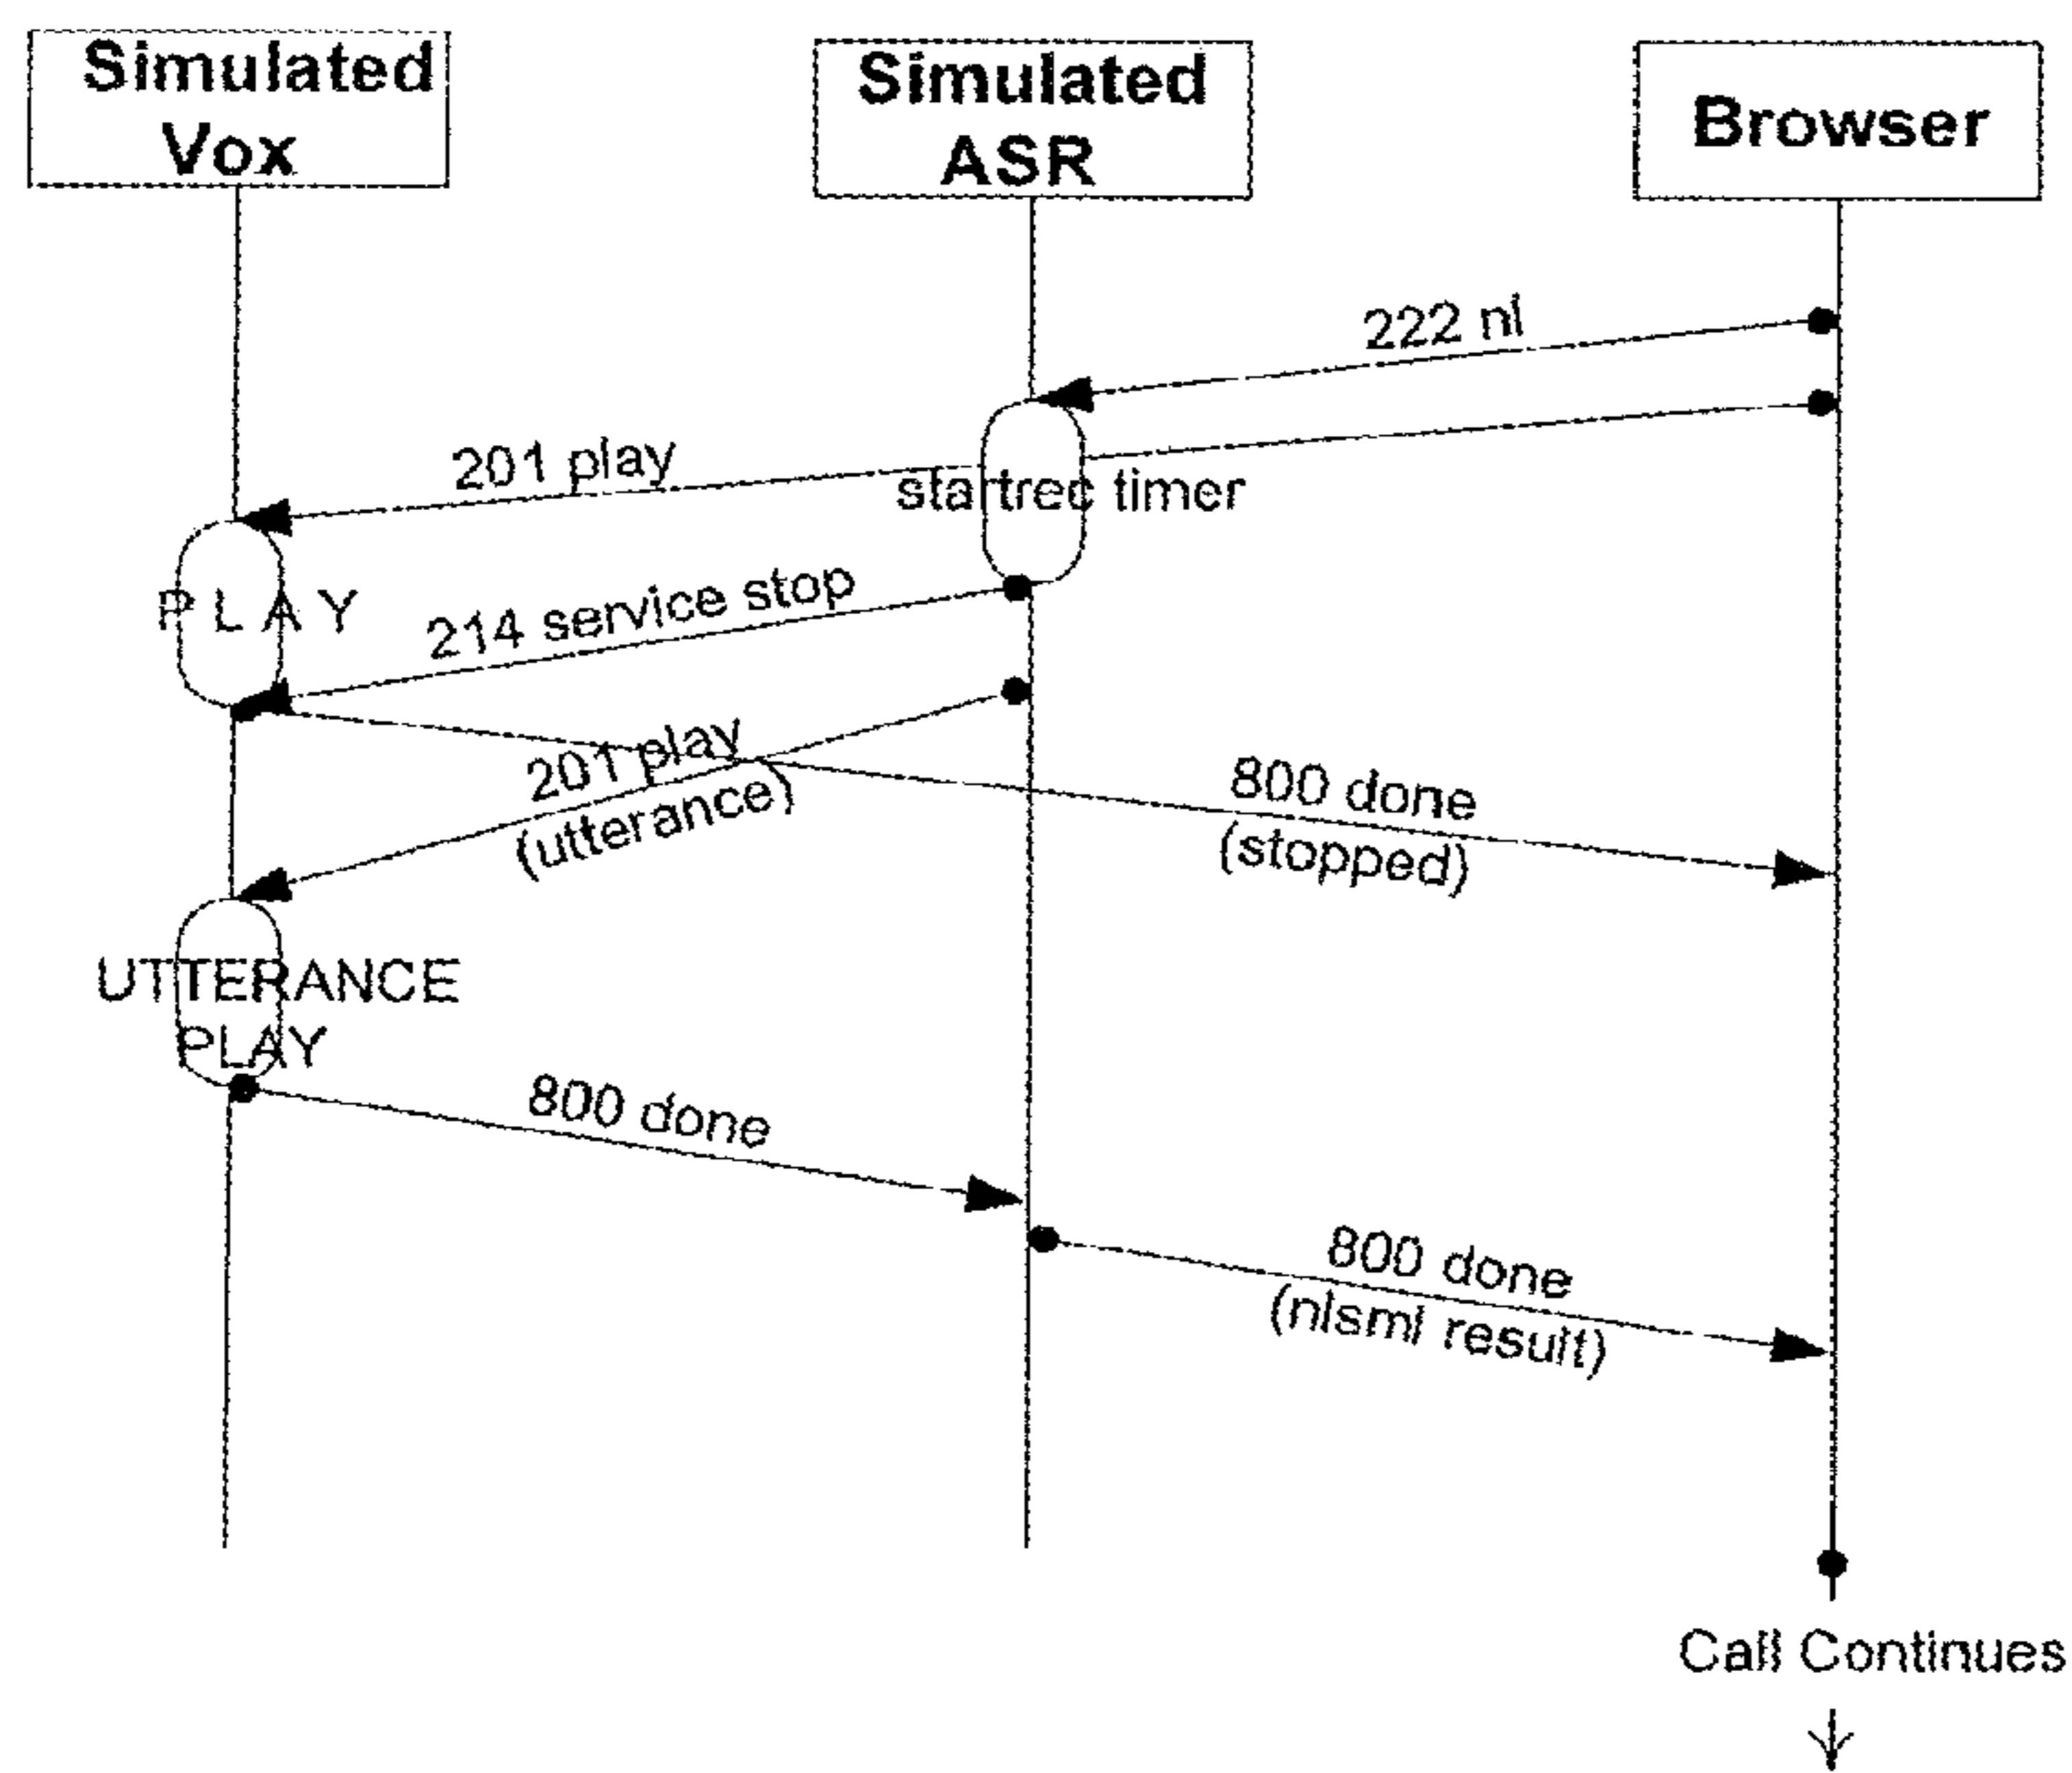 Simulated
Vox
Simulated
ASR
Browser
222 nl
201 play
startrec timer
P L A Y
214 service stop
201 play
(utterance)
800 done
(stopped)
UTTERANCE
PLAY
800 done
800 done
(nlsml result)
Call Continues